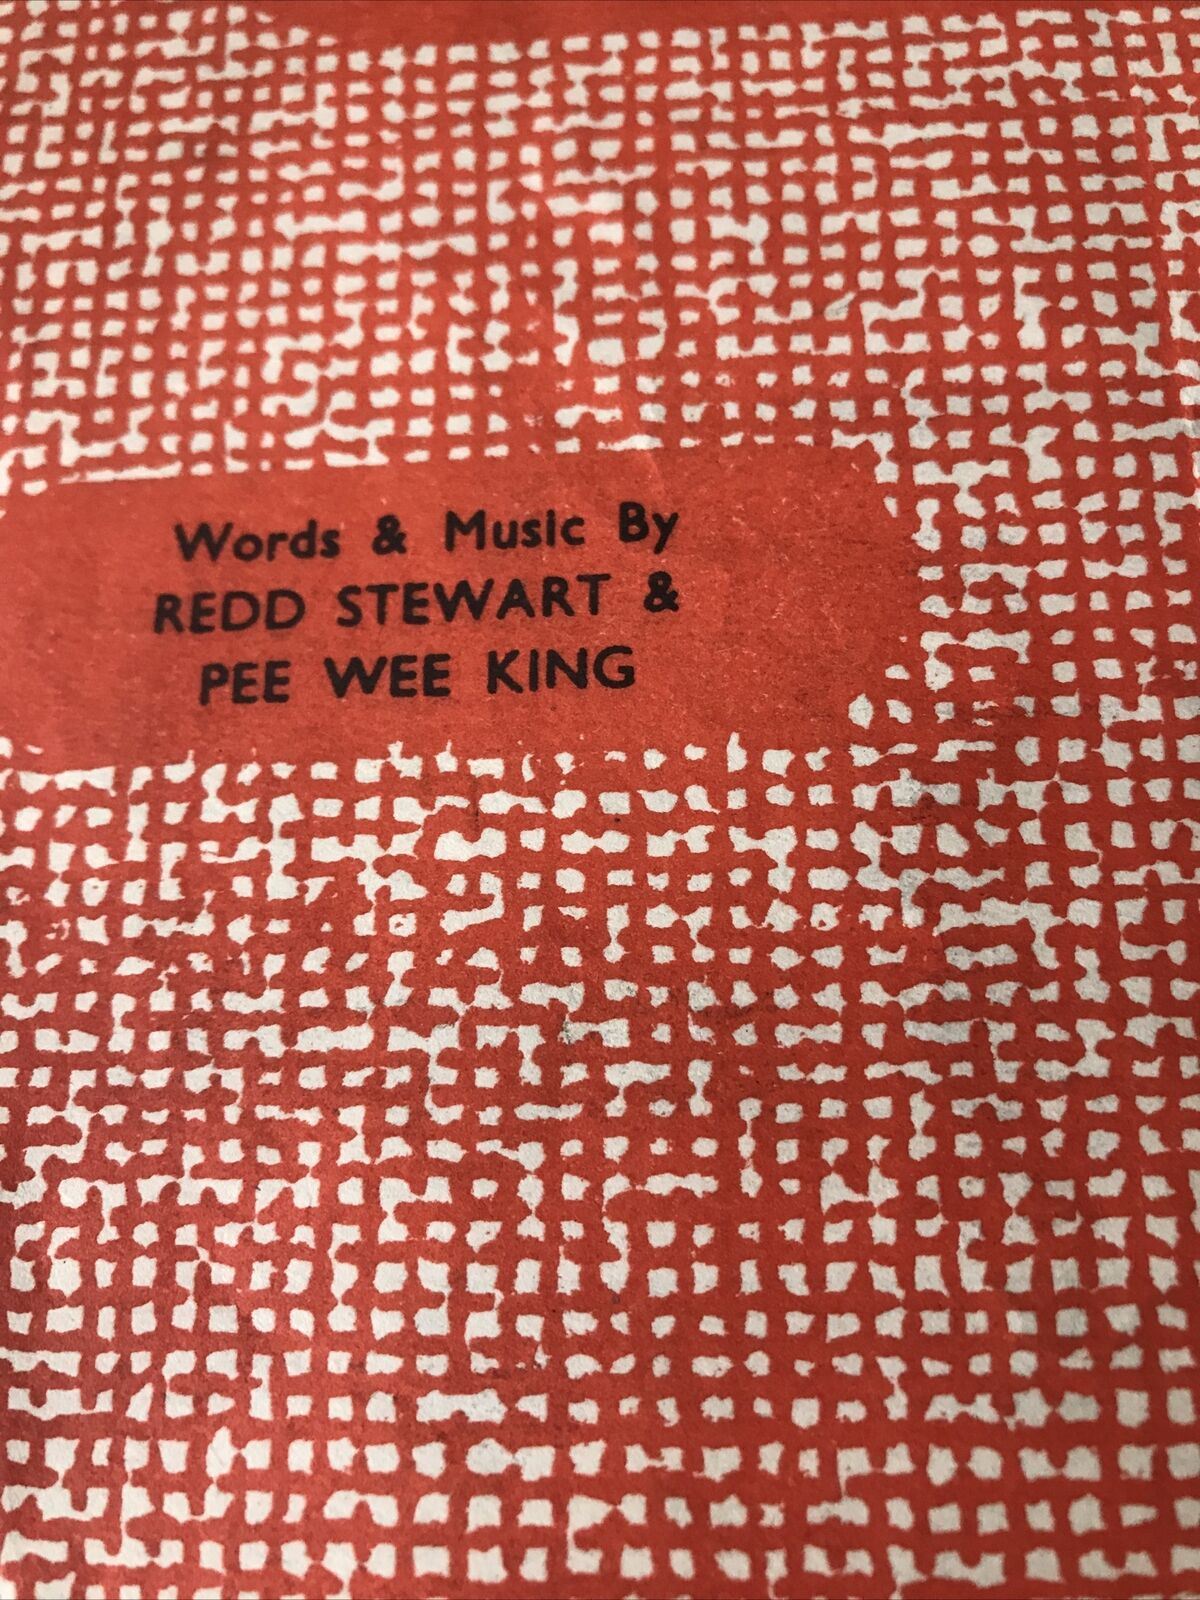 Words & Music By
REDD STEWART &
PEE WEE KING